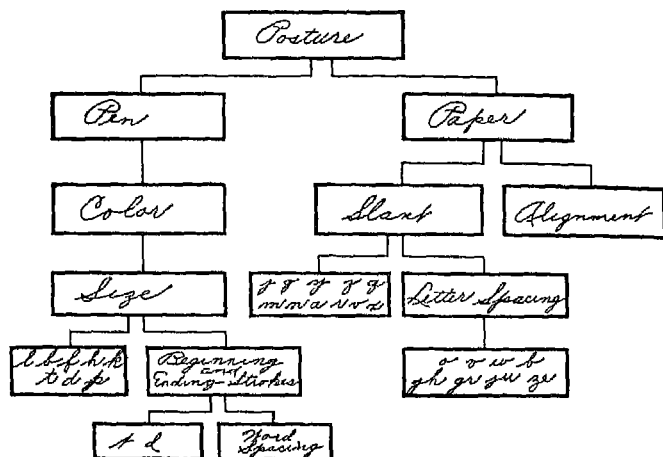 Posture
Pen
Paper
Color
Slant
Alignment
Size
Letter Spacing
m n a r v x
l b f h k
t d p
Beginning
and
Ending Strokes
o v w b
t d
Word
Spacing